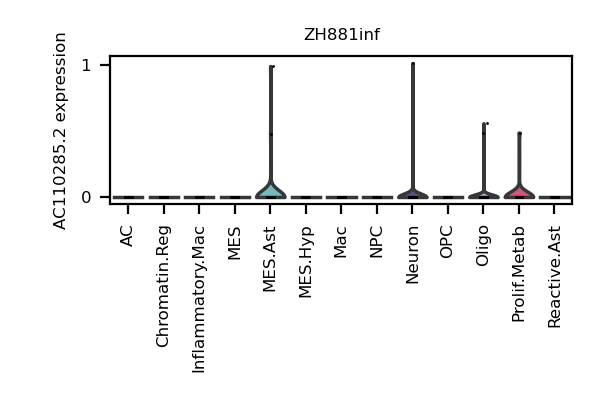 ZH881inf
AC110285.2 expression
1
0
AC
Chromatin.Reg
Inflammatory.Mac
MES
MES.Ast
MES.Hyp
Mac
NPC
Neuron
OPC
Oligo
Prolif.Metab
Reactive.Ast